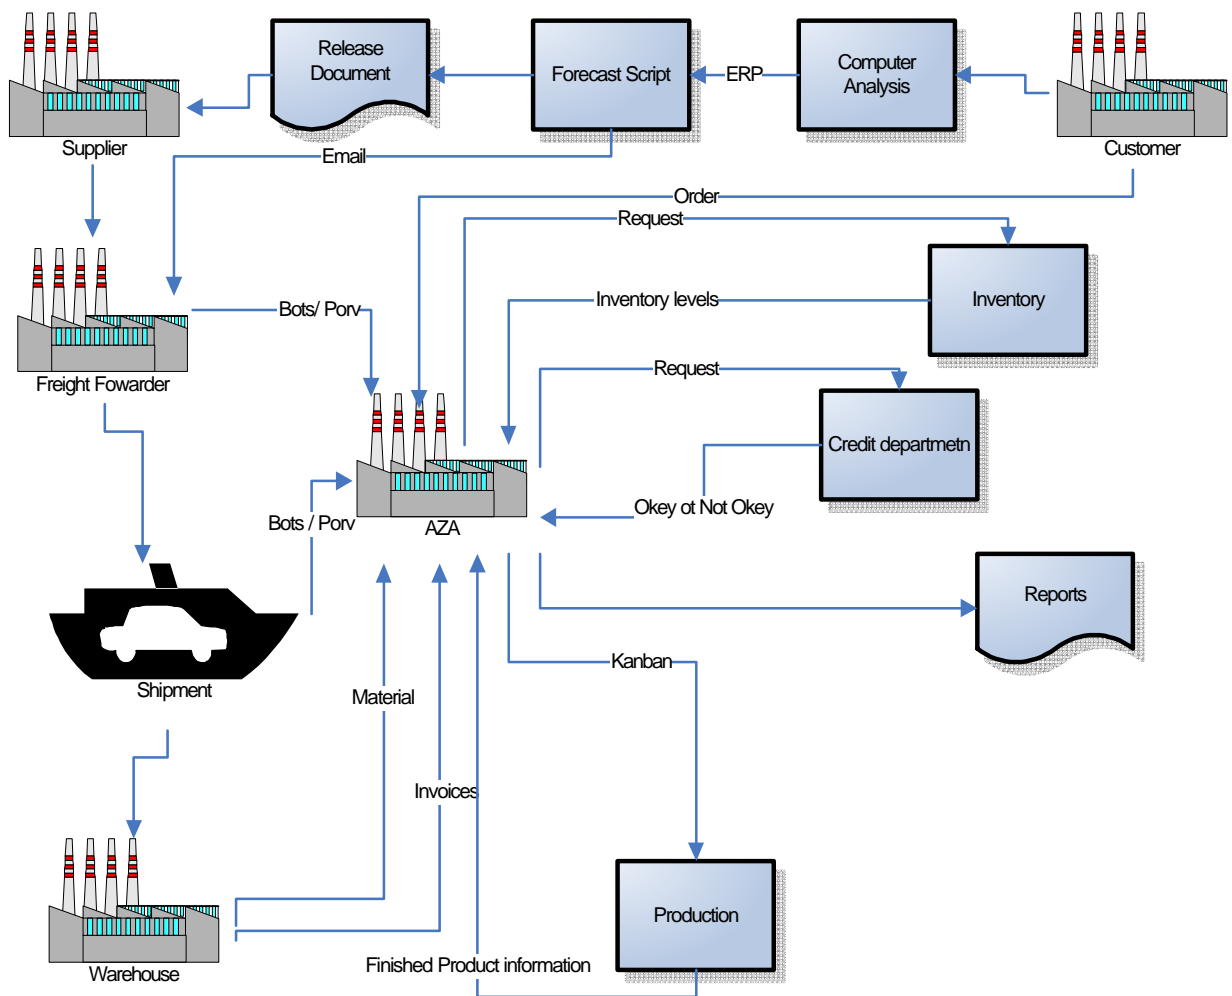 Release
Document
Forecast Script
ERP
Computer
Analysis
Supplier
Email
Customer
Order
Request
Bots/ Porv
Inventory levels
Inventory
Freight Fowarder
Request
Credit departmetn
Okey ot Not Okey
Bots / Porv
AZA
Reports
Kanban
Shipment
Material
Invoices
Production
Finished Product information
Warehouse